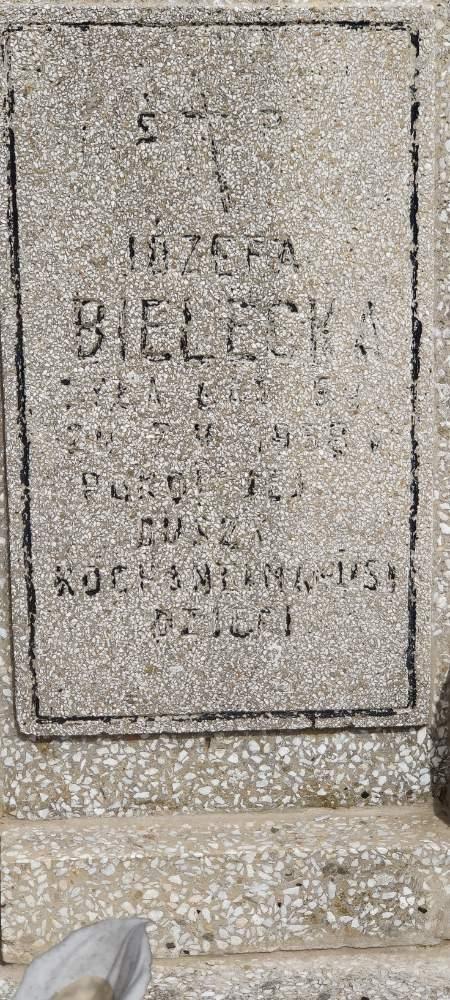 Ś P
JÓZEFA
BIELECKA
ŻYŁA LAT
POKÓJ JEJ
DUSZY
KOCHANEJ MAMUSI
DZIECI